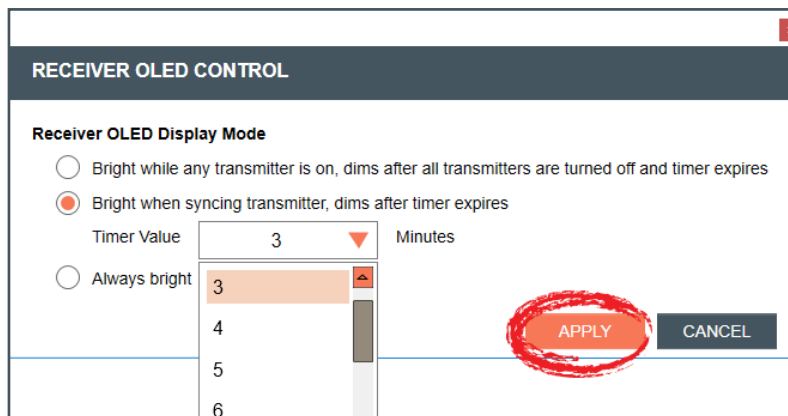 RECEIVER OLED CONTROL
Receiver OLED Display Mode
Bright while any transmitter is on, dims after all transmitters are turned off and timer expires
Bright when syncing transmitter, dims after timer expires
Timer Value 3 Minutes
Always bright
3
4
5
6
APPLY CANCEL